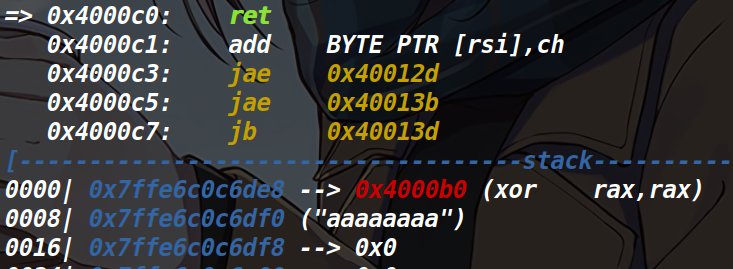 => 0x4000c0: ret
0x4000c1: add BYTE PTR [rsi],ch
0x4000c3: jae 0x40012d
0x4000c5: jae 0x40013b
0x4000c7: jb 0x40013d
[------------------------------------stack----------
0000| 0x7ffe6c0c6de8 --> 0x4000b0 (xor rax,rax)
0008| 0x7ffe6c0c6df0 ("aaaaaaaa")
0016| 0x7ffe6c0c6df8 --> 0x0